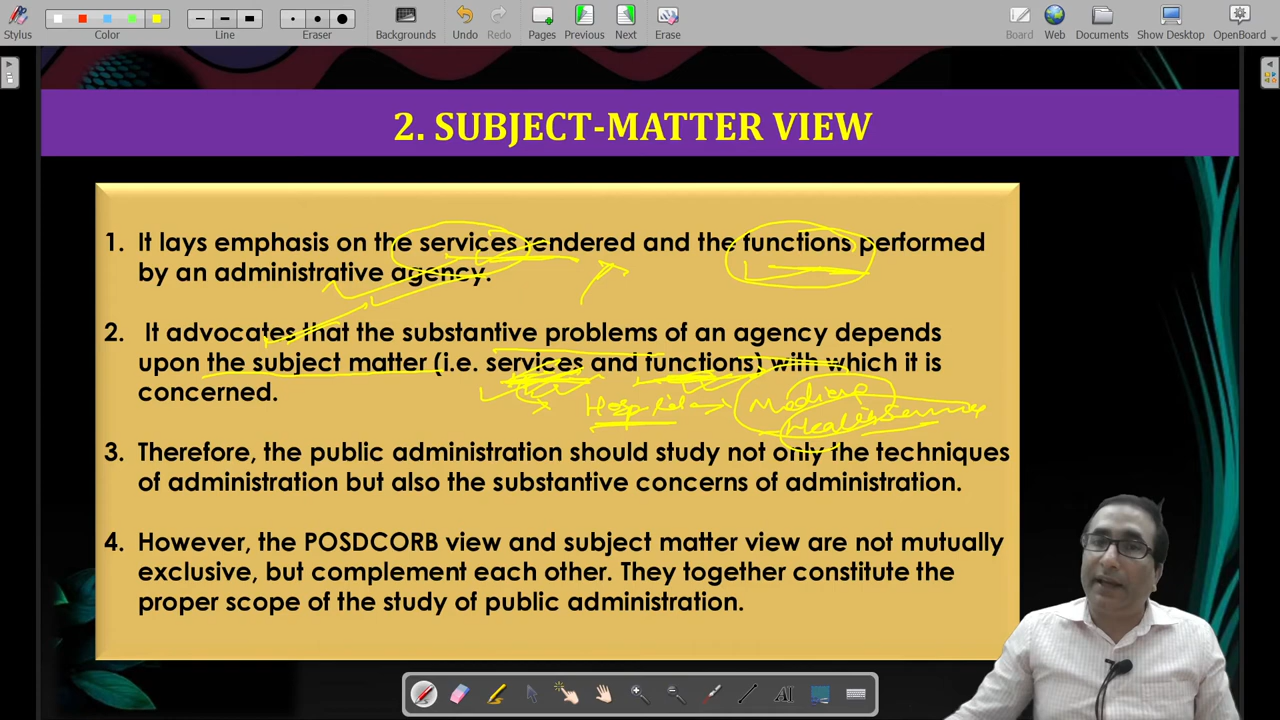 Stylus
Color
Line
Eraser
Backgrounds
Undo
Redo
Pages
Previous
Next
Erase
Board
Web
Documents
Show Desktop
OpenBoard
2. SUBJECT-MATTER VIEW
1. It lays emphasis on the services rendered and the functions performed
by an administrative agency.
2. It advocates that the substantive problems of an agency depends
upon the subject matter (i.e. services and functions) with which it is
concerned.
Hospital Medicine
Health Service
3. Therefore, the public administration should study not only the techniques
of administration but also the substantive concerns of administration.
4. However, the POSDCORB view and subject matter view are not mutually
exclusive, but complement each other. They together constitute the
proper scope of the study of public administration.